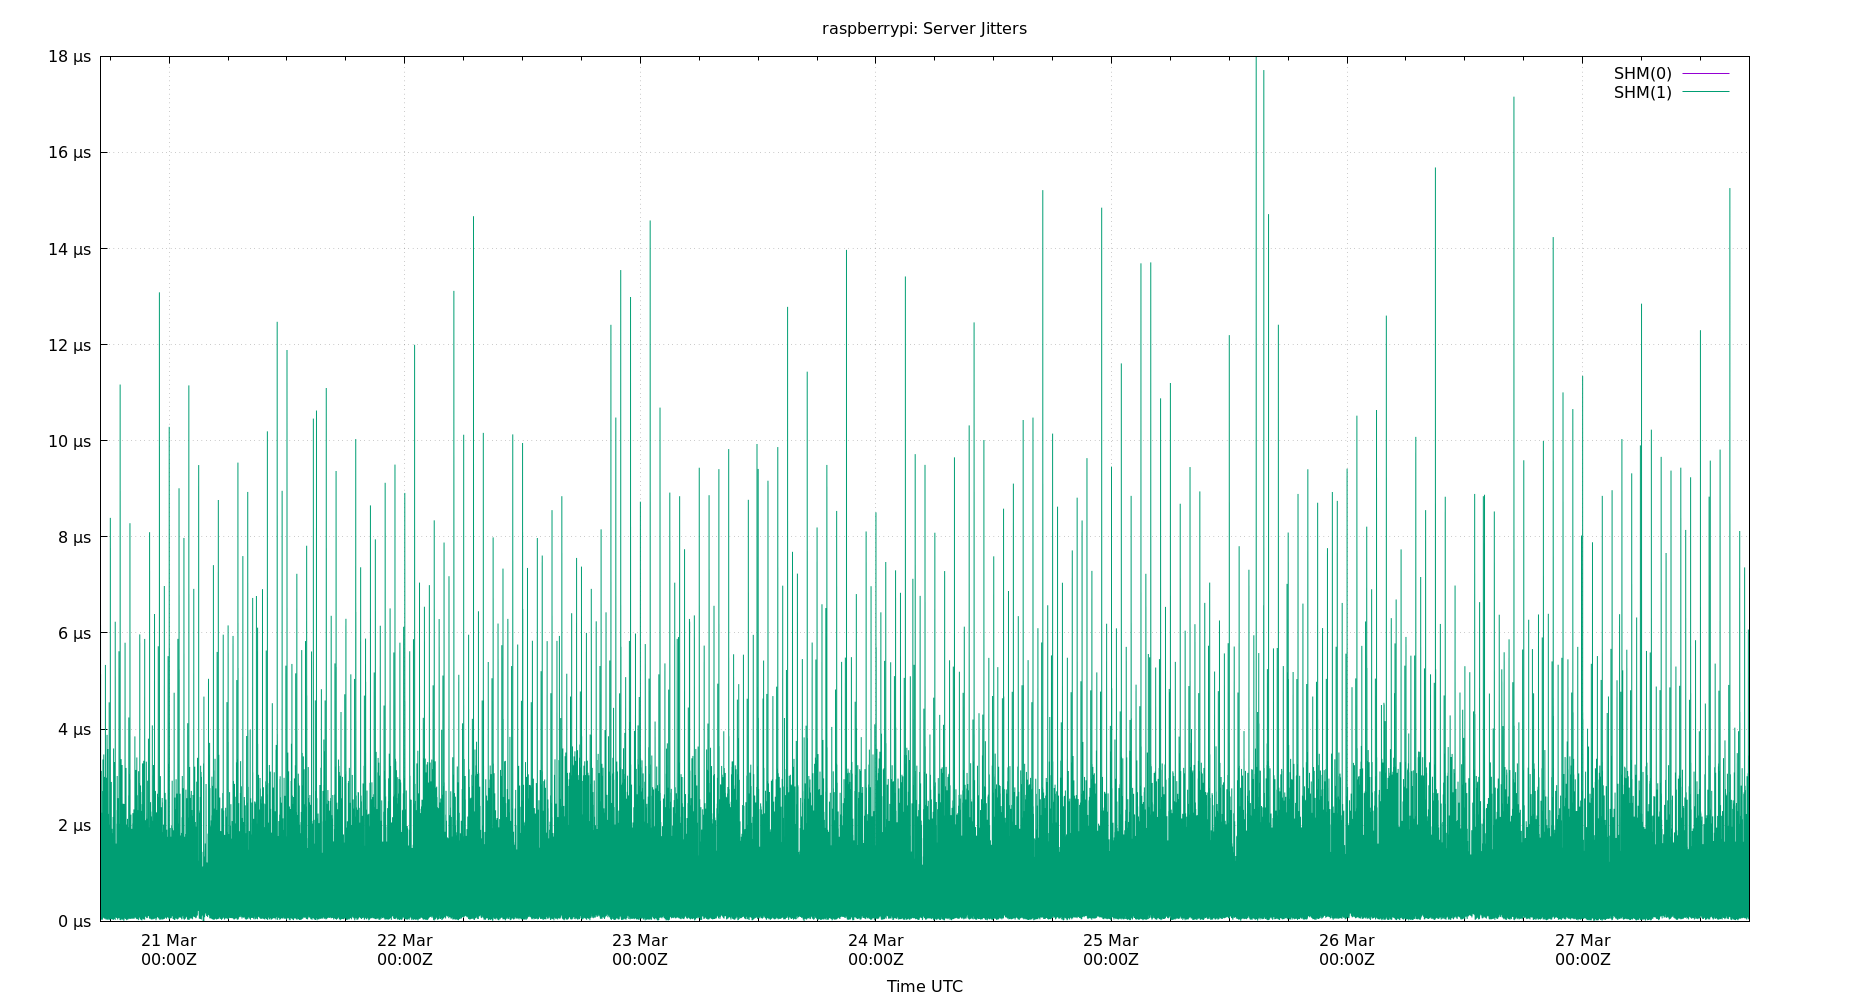 raspberrypi: Server Jitters
18 µs
SHM(0)
SHM(1)
16 µs
14 µs
12 µs
10 µs
8 µs
6 µs
4 µs
2 µs
0 µs
21 Mar 22 Mar 23 Mar 24 Mar 25 Mar 26 Mar 27 Mar
00:00Z 00:00Z 00:00Z 00:00Z 00:00Z 00:00Z 00:00Z
Time UTC